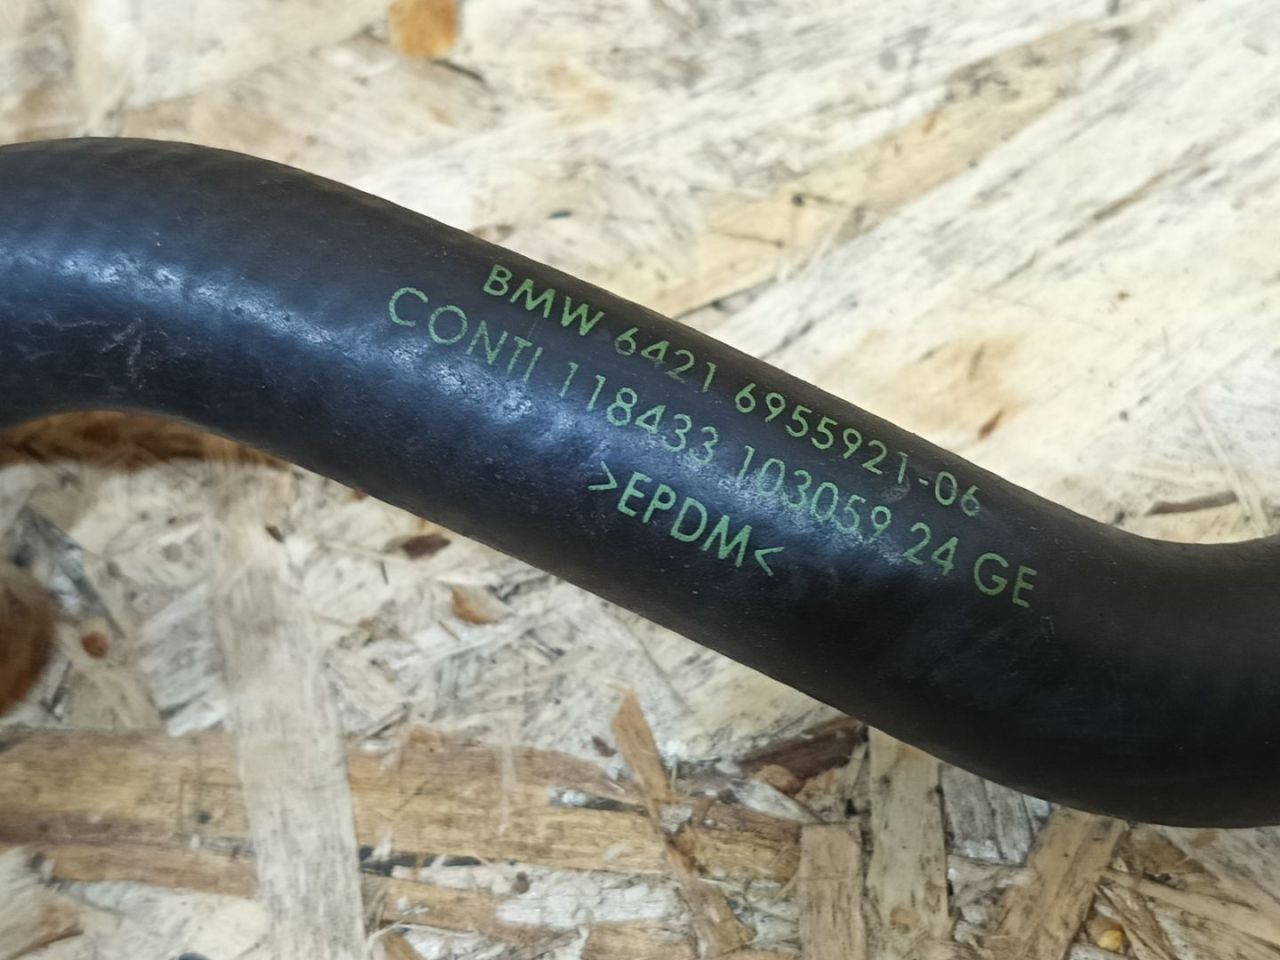 BMW 6421 6955921-06
CONTI 118433 103059 24 GE
>EPDM<